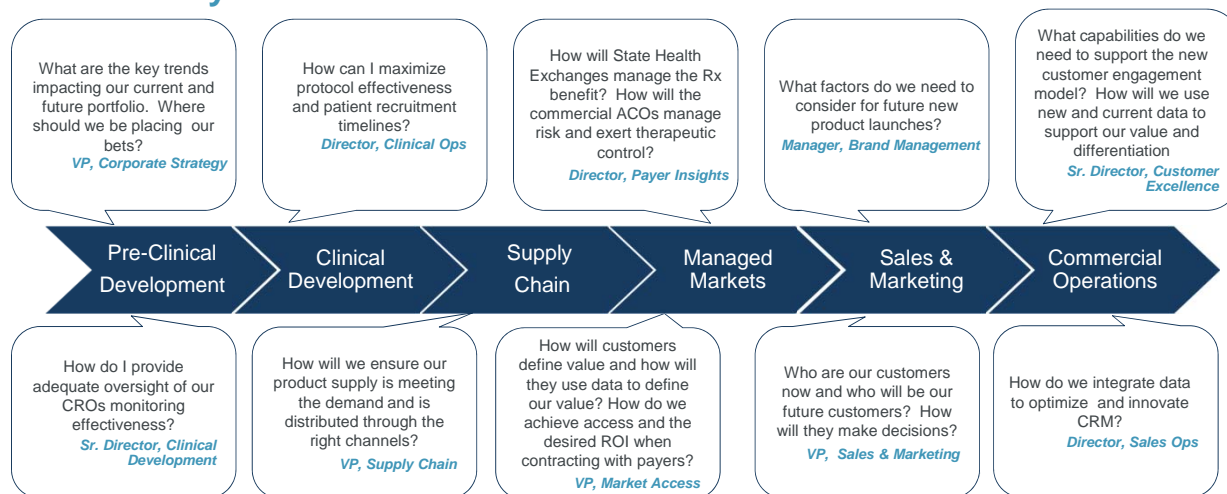 What are the key trends
impacting our current and
future portfolio. Where
should we be placing our
bets?
VP, Corporate Strategy
How can I maximize
protocol effectiveness
and patient recruitment
timelines?
Director, Clinical Ops
How will State Health
Exchanges manage the Rx
benefit? How will the
commercial ACOs manage
risk and exert therapeutic
control?
Director, Payer Insights
What factors do we need to
consider for future new
product launches?
Manager, Brand Management
What capabilities do we
need to support the new
customer engagement
model? How will we use
new and current data to
support our value and
differentiation
Sr. Director, Customer
Excellence
Pre-Clinical
Development
Clinical
Development
Supply
Chain
Managed
Markets
Sales &
Marketing
Commercial
Operations
How do I provide
adequate oversight of our
CROs monitoring
effectiveness?
Sr. Director, Clinical
Development
How will we ensure our
product supply is meeting
the demand and is
distributed through the
right channels?
VP, Supply Chain
How will customers
define value and how will
they use data to define
our value? How do we
achieve access and the
desired ROI when
contracting with payers?
VP, Market Access
Who are our customers
now and who will be our
future customers? How
will they make decisions?
VP, Sales & Marketing
How do we integrate data
to optimize and innovate
CRM?
Director, Sales Ops